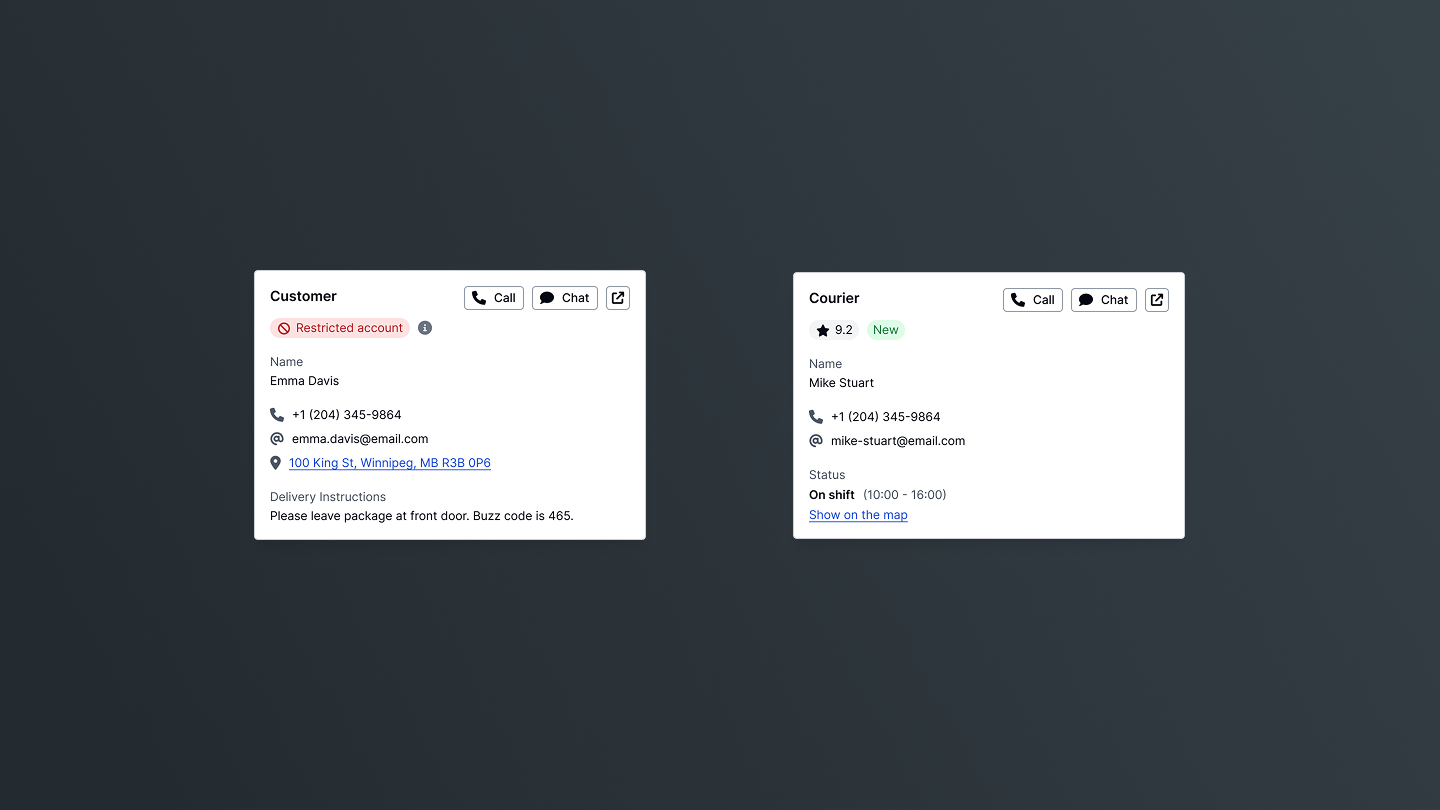 Customer
Call
Chat
Restricted account
Name
Emma Davis
+1 (204) 345-9864
emma.davis@email.com
100 King St, Winnipeg, MB R3B 0P6
Delivery Instructions
Please leave package at front door. Buzz code is 465.
Courier
Call
Chat
9.2
New
Name
Mike Stuart
+1 (204) 345-9864
mike-stuart@email.com
Status
On shift (10:00 - 16:00)
Show on the map